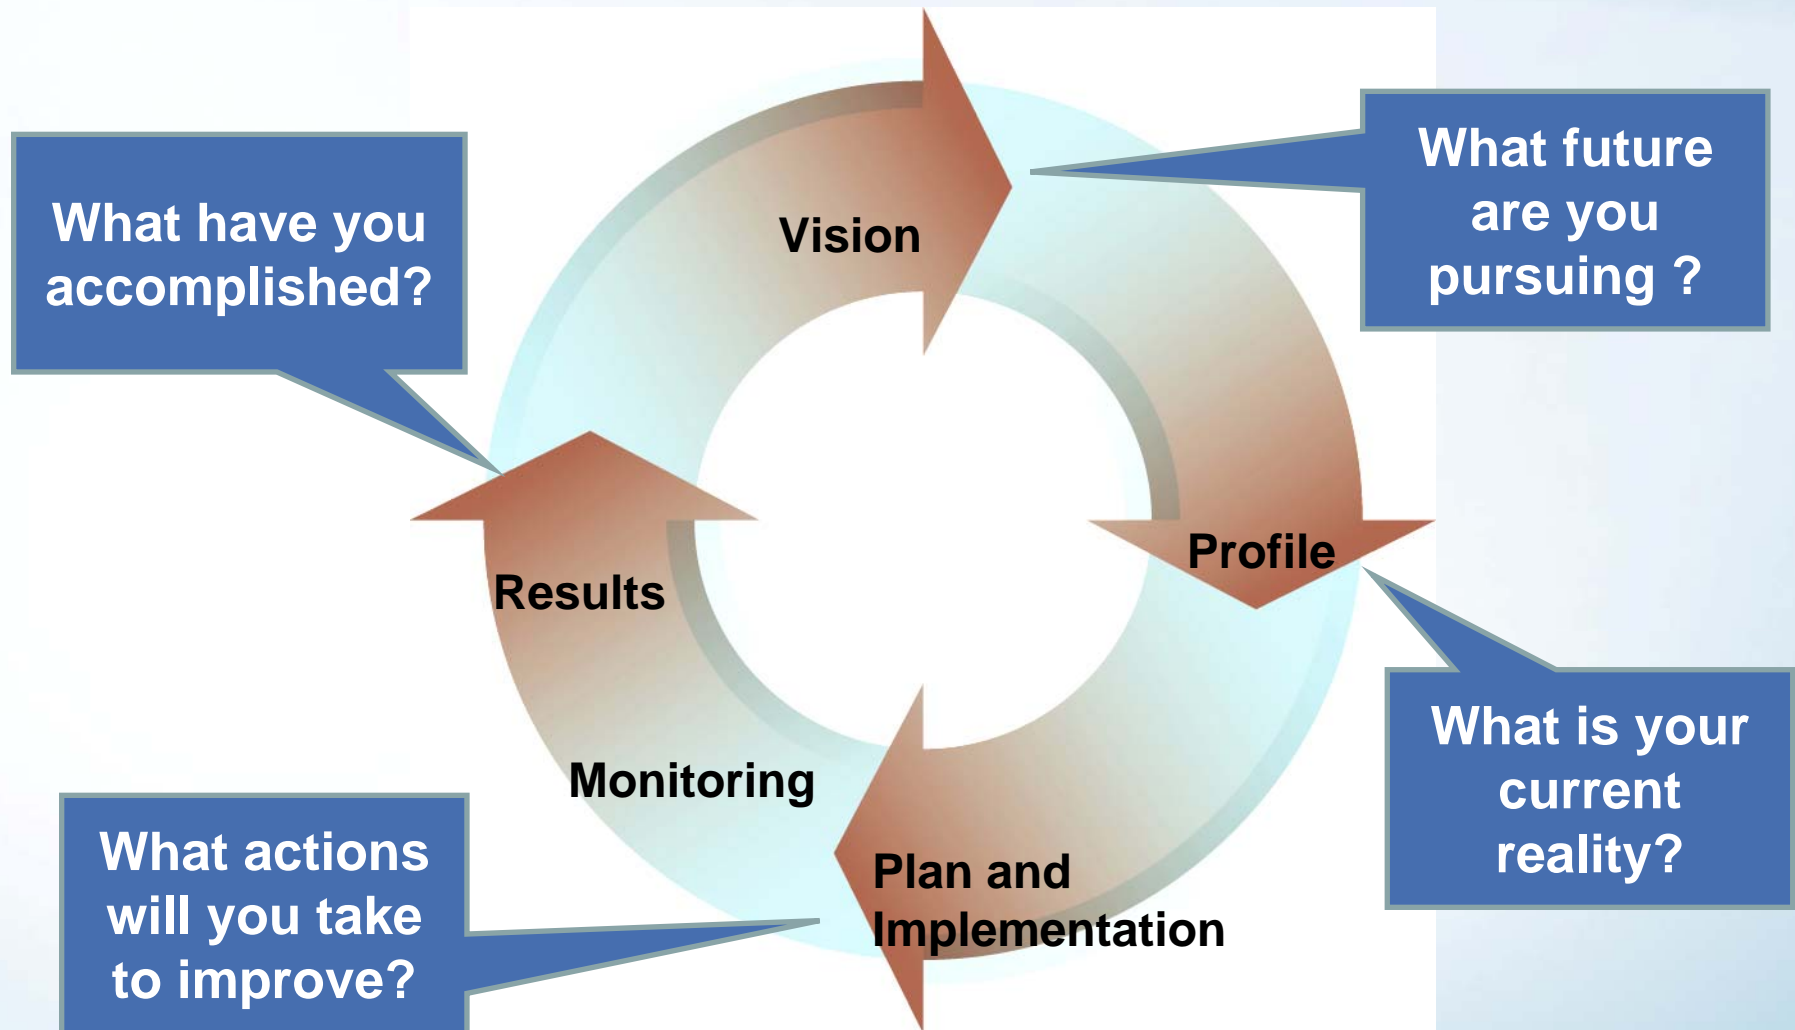 What future
are you
pursuing ?
What have you
accomplished?
Vision
Profile
Results
What is your
current
reality?
Monitoring
What actions
will you take
to improve?
Plan and
Implementation